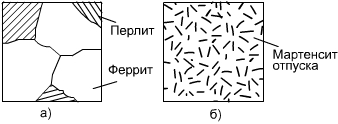 Перлит
Феррит
а)
Мартенсит
отпуска
б)